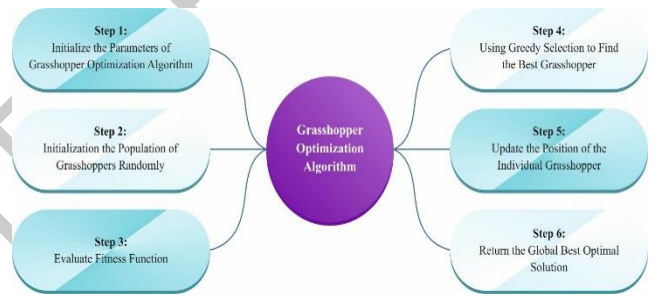 Step 1:
Initialize the Parameters of
Grasshopper Optimization Algorithm
Step 2:
Initialization the Population of
Grasshoppers Randomly
Step 3:
Evaluate Fitness Function
Grasshopper
Optimization
Algorithm
Step 4:
Using Greedy Selection to Find
the Best Grasshopper
Step 5:
Update the Position of the
Individual Grasshopper
Step 6:
Return the Global Best Optimal
Solution